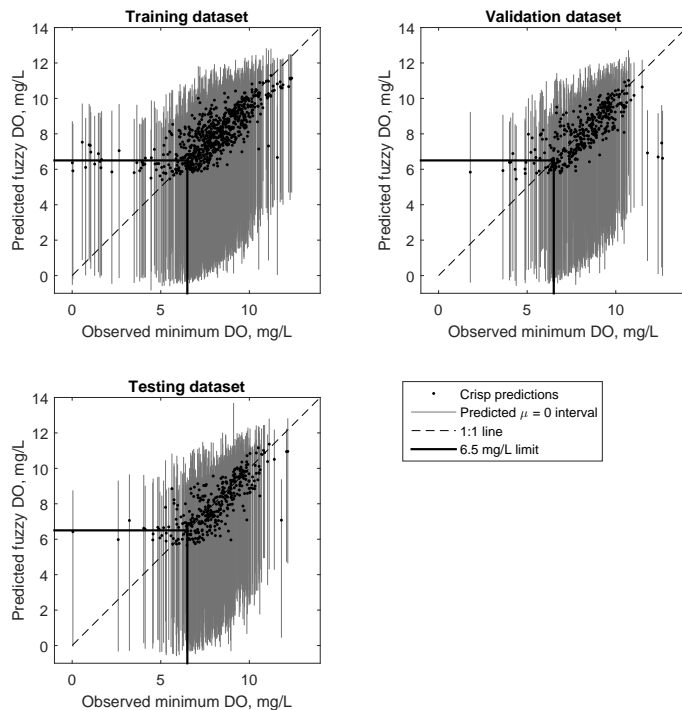 Training dataset
14
12
10
8
6
4
2
0
Predicted fuzzy DO, mg/L
0 5 10
Observed minimum DO, mg/L
Validation dataset
14
12
10
8
6
4
2
0
Predicted fuzzy DO, mg/L
0 5 10
Observed minimum DO, mg/L
Testing dataset
14
12
10
8
6
4
2
0
Predicted fuzzy DO, mg/L
0 5 10
Observed minimum DO, mg/L
Crisp predictions
Predicted μ = 0 interval
1:1 line
6.5 mg/L limit